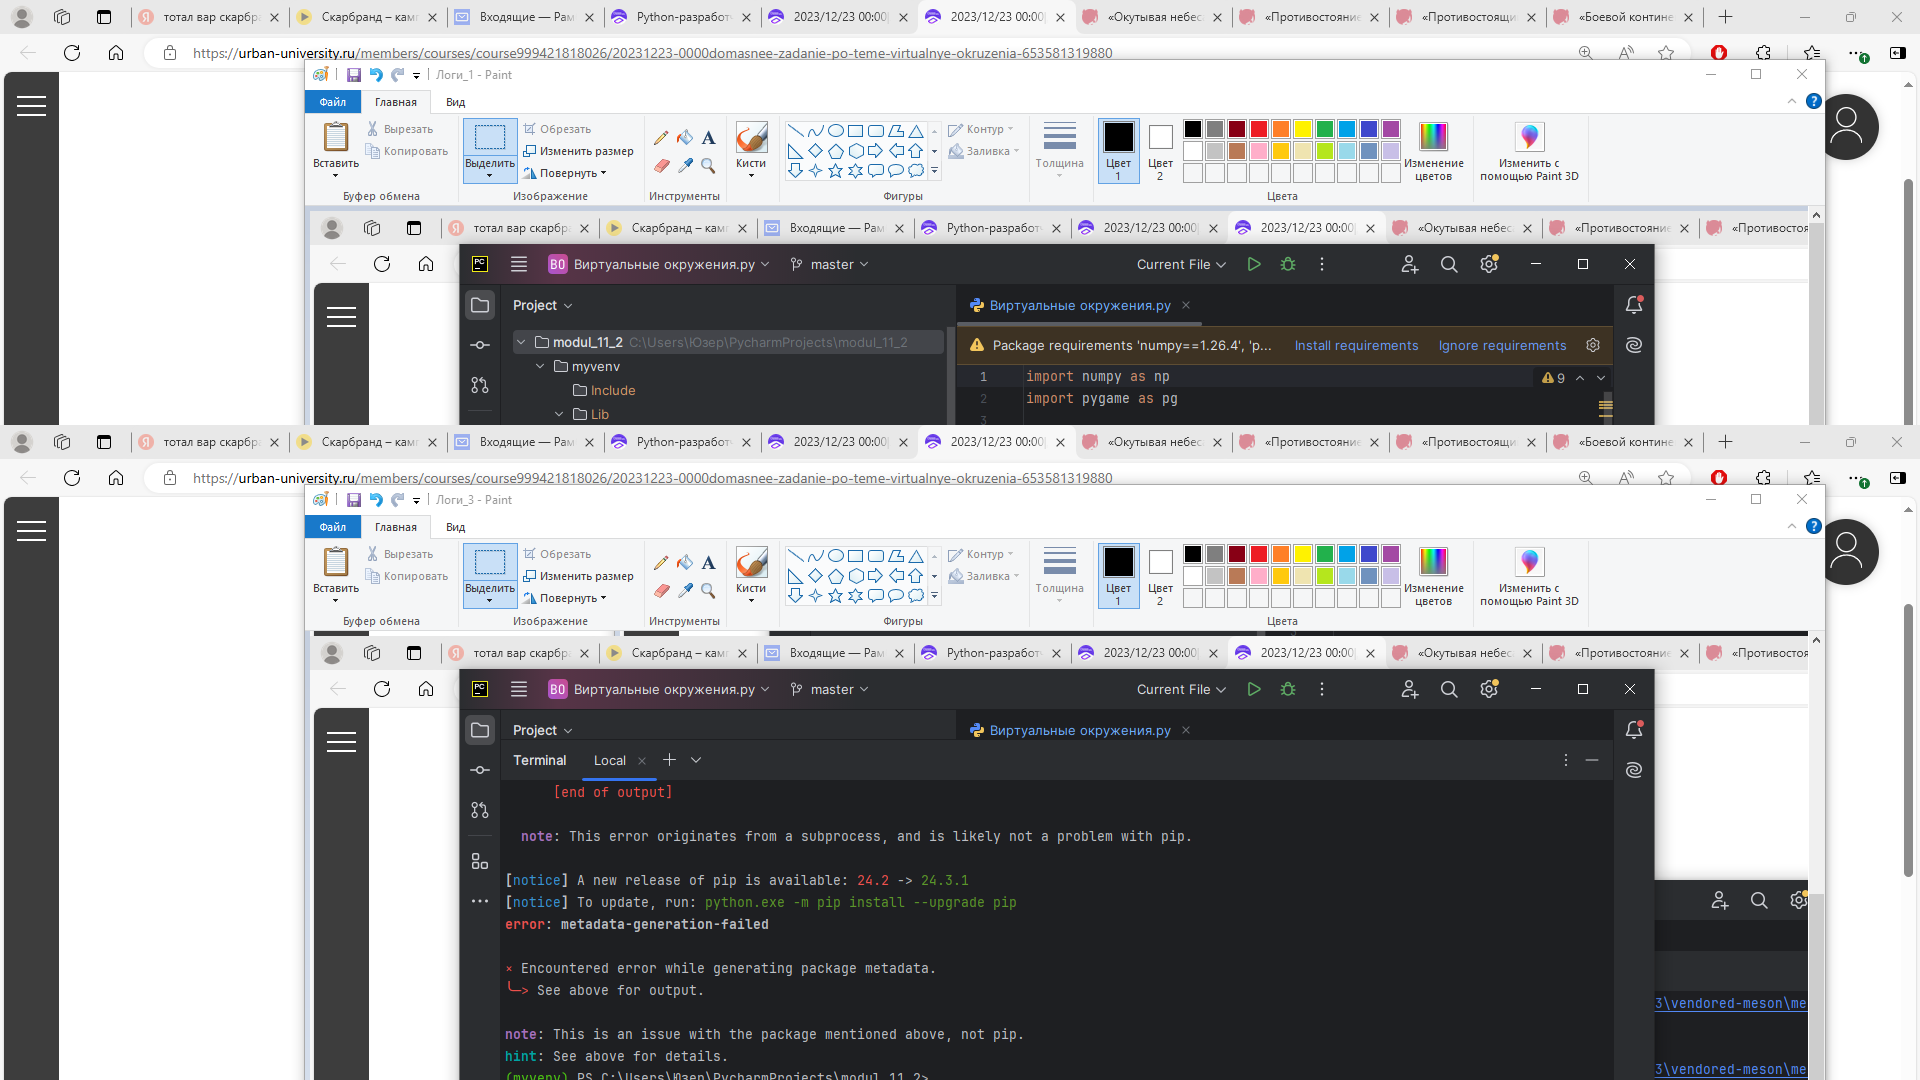 тотал вар скарбр
Скарбранд – камп
Входящие — Рам
Python-разработч
2023/12/23 00:00
2023/12/23 00:00
«Окутывая небес
«Противостояние
«Противостоящи
«Боевой контине
https://urban-university.ru/members/courses/course999421818026/20231223-0000domasnee-zadanie-po-teme-virtualnye-okruzenia-653581319880
Логи_1 - Paint
Файл
Главная
Вид
Вставить
Вырезать
Копировать
Буфер обмена
Выделить
Обрезать
Изменить размер
Повернуть
Изображение
Инструменты
Кисти
Контур
Заливка
Фигуры
Толщина
Цвет 1
Цвет 2
Изменение цветов
Цвета
Изменить с помощью Paint 3D
тотал вар скарбр
Скарбранд – камп
Входящие — Рам
Python-разработч
2023/12/23 00:00
2023/12/23 00:00
«Окутывая небес
«Противостояние
«Противостоя
PC
ВО
Виртуальные окружения.py
master
Current File
Project
Виртуальные окружения.py
modul_11_2 C:\Users\Юзер\PycharmProjects\modul_11_2
Package requirements 'numpy==1.26.4', 'p... Install requirements Ignore requirements
myvenv
Include
Lib
1 import numpy as np
9
2 import pygame as pg
3
тотал вар скарбр
Скарбранд – камп
Входящие — Рам
Python-разработч
2023/12/23 00:00
2023/12/23 00:00
«Окутывая небес
«Противостояние
«Противостоящи
«Боевой контине
https://urban-university.ru/members/courses/course999421818026/20231223-0000domasnee-zadanie-po-teme-virtualnye-okruzenia-653581319880
Логи_3 - Paint
Файл
Главная
Вид
Вставить
Вырезать
Копировать
Буфер обмена
Выделить
Обрезать
Изменить размер
Повернуть
Изображение
Инструменты
Кисти
Контур
Заливка
Фигуры
Толщина
Цвет 1
Цвет 2
Изменение цветов
Цвета
Изменить с помощью Paint 3D
тотал вар скарбр
Скарбранд – камп
Входящие — Рам
Python-разработч
2023/12/23 00:00
2023/12/23 00:00
«Окутывая небес
«Противостояние
«Противостоя
PC
ВО
Виртуальные окружения.py
master
Current File
Project
Виртуальные окружения.py
Terminal
Local
[end of output]
note: This error originates from a subprocess, and is likely not a problem with pip.
[notice] A new release of pip is available: 24.2 -> 24.3.1
[notice] To update, run: python.exe -m pip install --upgrade pip
error: metadata-generation-failed
× Encountered error while generating package metadata.
╰─> See above for output.
3\vendored-meson\me
note: This is an issue with the package mentioned above, not pip.
hint: See above for details.
3\vendored-meson\me
(myvenv) PS C:\Users\Юзер\PycharmProjects\modul_11_2>